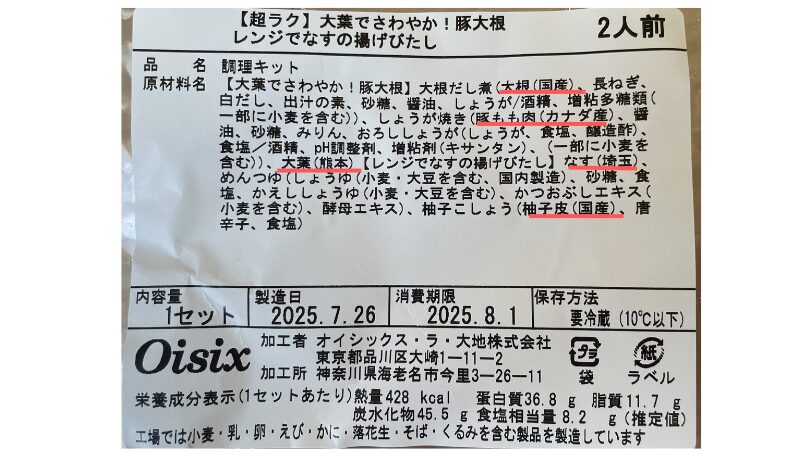 【超ラク】大葉でさわやか！豚大根
レンジでなすの揚げびたし
2人前
品　名　調理キット
原材料名　【大葉でさわやか！豚大根】大根だし煮(大根(国産)、長ねぎ、
白だし、出汁の素、砂糖、醤油、しょうが/酒精、増粘多糖類(
一部に小麦を含む))、しょうが焼き(豚もも肉(カナダ産)、醤
油、砂糖、みりん、おろししょうが(しょうが、食塩、醸造酢)、
食塩／酒精、pH調整剤、増粘剤(キサンタン)、(一部に小麦を
含む))、大葉(熊本)【レンジでなすの揚げびたし】なす(埼玉)、
めんつゆ(しょうゆ(小麦・大豆を含む、国内製造)、砂糖、食
塩、かえししょうゆ(小麦・大豆を含む)、かつおぶしエキス(
小麦を含む)、酵母エキス)、柚子こしょう(柚子皮(国産)、唐
辛子、食塩)
内容量　製造日　消費期限　保存方法
1セット　2025.7.26　2025.8.1　要冷蔵（10℃以下）
Oisix
加工者　オイシックス・ラ・大地株式会社
東京都品川区大崎1－11－2
加工所　神奈川県海老名市今里3－26－11
プラ
袋
紙
ラベル
栄養成分表示(1セットあたり)熱量428 kcal　蛋白質36.8 g　脂質11.7 g
炭水化物45.5 g 食塩相当量8.2 g（推定値）
工場では小麦・乳・卵・えび・かに・落花生・そば・くるみを含む製品を製造しています